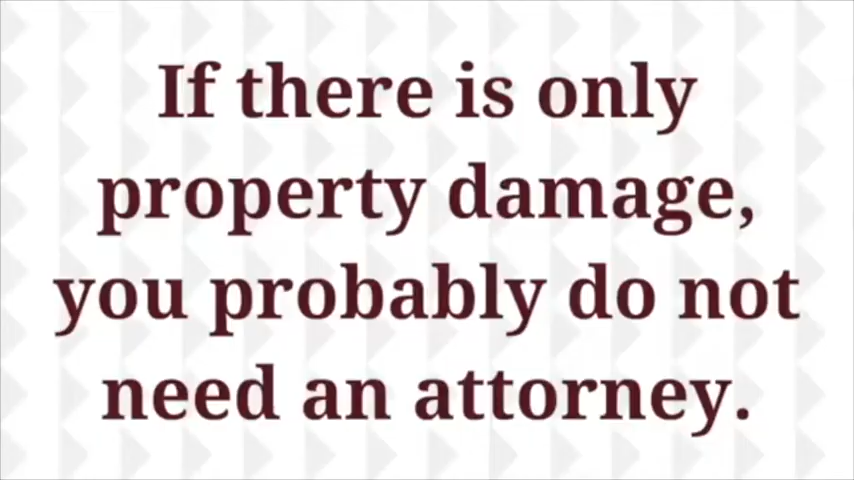 If there is only
property damage,
you probably do not
need an attorney.